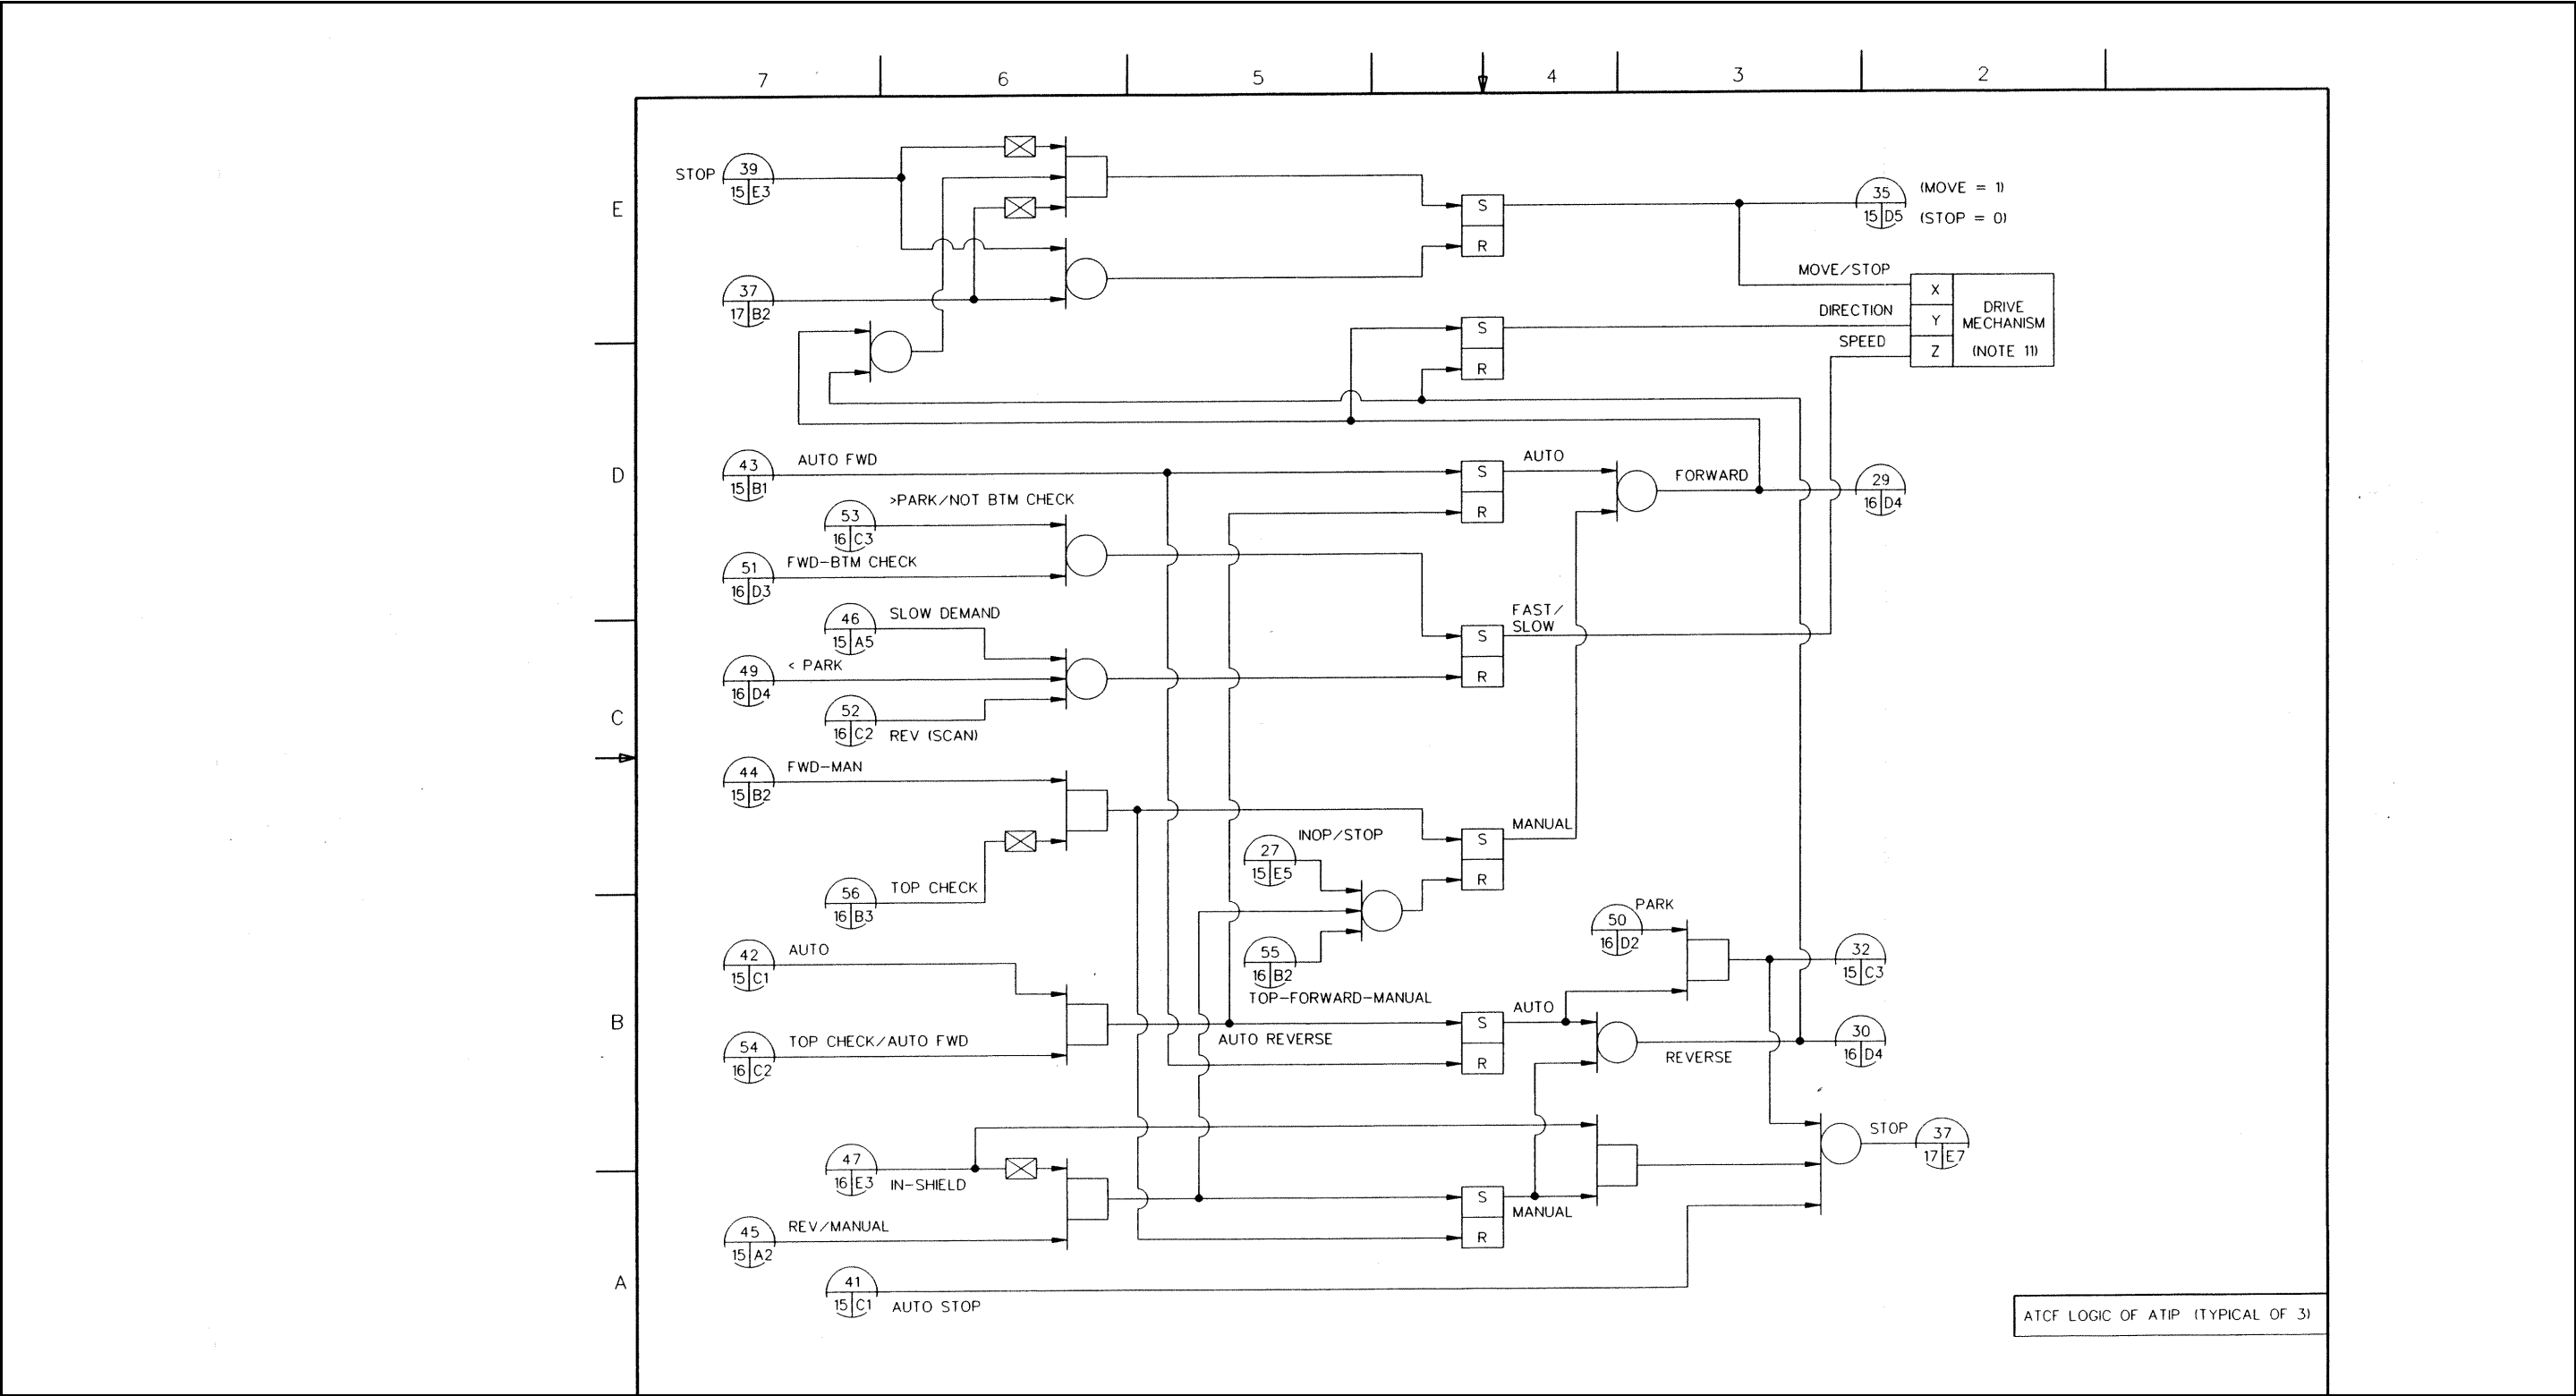 7 6 5 4 3 2
E
D
C
B
A
STOP
39
15 E3
37
17 B2
S
R
35
15 D5
(MOVE = 1)
(STOP = 0)
MOVE/STOP
DIRECTION
SPEED
X
Y
Z
DRIVE
MECHANISM
(NOTE 11)
S
R
43
15 B1
AUTO FWD
S
R
AUTO
FORWARD
29
16 D4
53
16 C3
>PARK/NOT BTM CHECK
51
16 D3
FWD-BTM CHECK
46
15 A5
SLOW DEMAND
FAST/
SLOW
S
R
49
16 D4
< PARK
52
16 C2
REV (SCAN)
44
15 B2
FWD-MAN
56
16 B3
TOP CHECK
27
15 E5
INOP/STOP
S
R
MANUAL
55
16 B2
TOP-FORWARD-MANUAL
50
16 D2
PARK
32
15 C3
42
15 C1
AUTO
54
16 C2
TOP CHECK/AUTO FWD
AUTO REVERSE
S
R
AUTO
REVERSE
30
16 D4
47
16 E3
IN-SHIELD
45
15 A2
REV/MANUAL
S
R
MANUAL
STOP
37
17 E7
41
15 C1
AUTO STOP
ATCF LOGIC OF ATIP (TYPICAL OF 3)